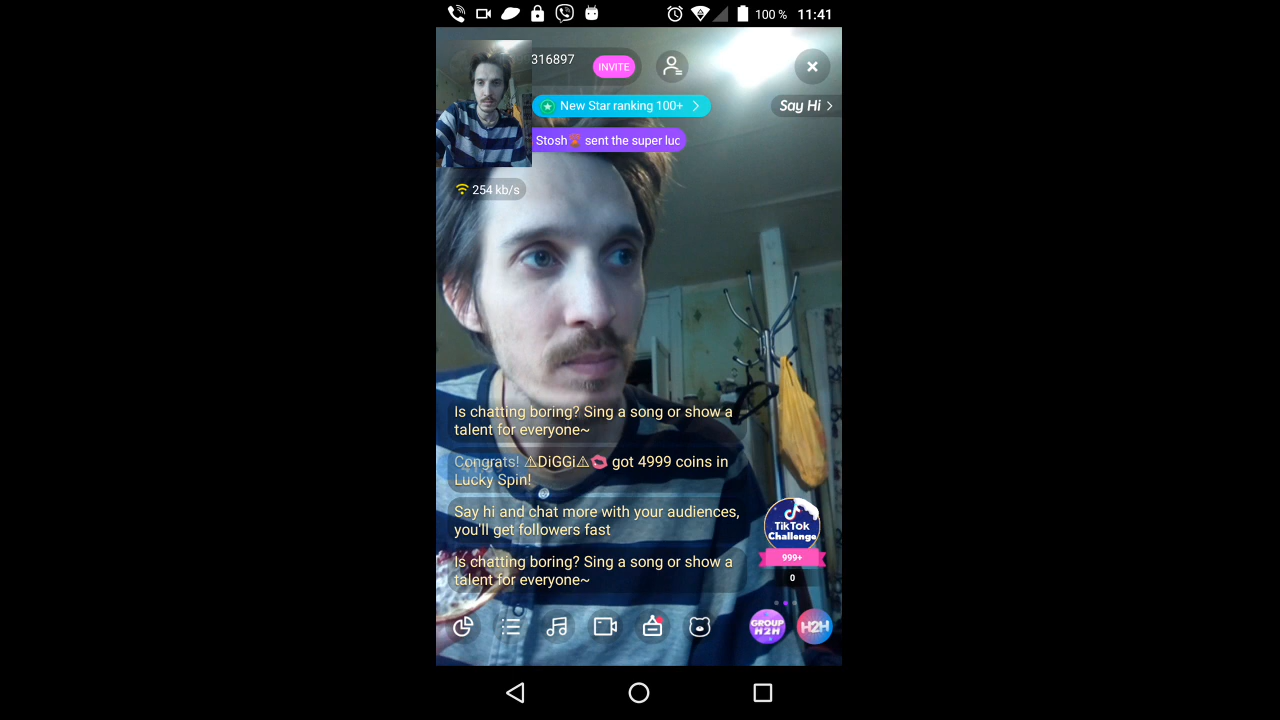 100 % 11:41
316897
INVITE
New Star ranking 100+
Say Hi
Stosh sent the super luc
254 kb/s
Is chatting boring? Sing a song or show a
talent for everyone~
Congrats! ⚠DiGGi⚠💋 got 4999 coins in
Lucky Spin!
Say hi and chat more with your audiences,
you'll get followers fast
Is chatting boring? Sing a song or show a
talent for everyone~
TikTok
Challenge
999+
0
GROUP
H2H
H2H